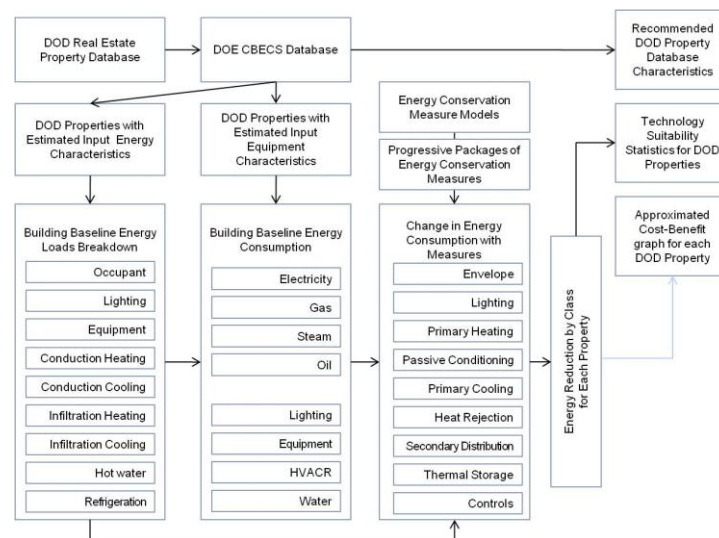 DOD Real Estate
Property Database
DOE CBECS Database
Recommended
DOD Property
Database
Characteristics
DOD Properties with
Estimated Input Energy
Characteristics
DOD Properties with
Estimated Input
Equipment
Characteristics
Energy Conservation
Measure Models
Progressive Packages of
Energy Conservation
Measures
Technology
Suitability
Statistics for DOD
Properties
Building Baseline Energy
Loads Breakdown
Occupant
Lighting
Equipment
Conduction Heating
Conduction Cooling
Infiltration Heating
Infiltration Cooling
Hot water
Refrigeration
Building Baseline Energy
Consumption
Electricity
Gas
Steam
Oil
Lighting
Equipment
HVACR
Water
Change in Energy
Consumption with
Measures
Envelope
Lighting
Primary Heating
Passive Conditioning
Primary Cooling
Heat Rejection
Secondary Distribution
Thermal Storage
Controls
Energy Reduction by Class
for Each Property
Approximated
Cost-Benefit
graph for each
DOD Property